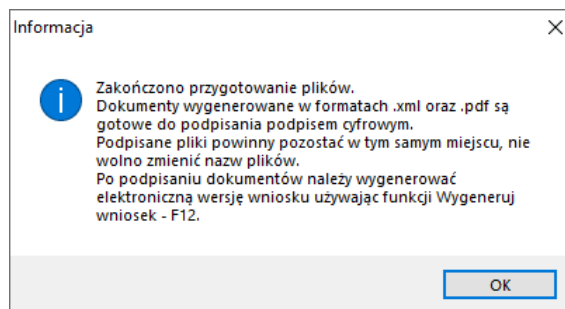 Informacja
Zakończono przygotowanie plików.
Dokumenty wygenerowane w formatach .xml oraz .pdf są
gotowe do podpisania podpisem cyfrowym.
Podpisane pliki powinny pozostać w tym samym miejscu, nie
wolno zmienić nazw plików.
Po podpisaniu dokumentów należy wygenerować
elektroniczną wersję wniosku używając funkcji Wygeneruj
wniosek - F12.
OK